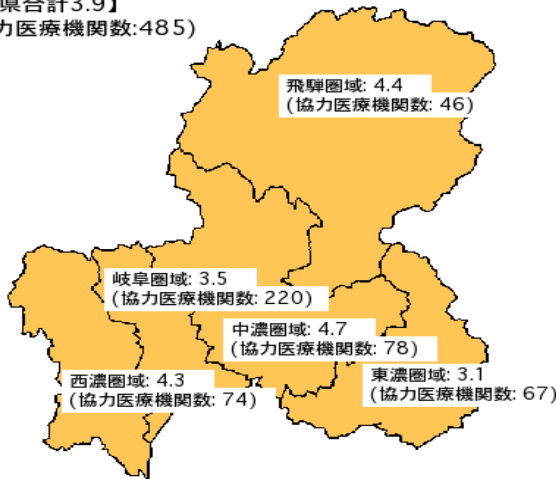 県合計3.9】
力医療機関数:485)
飛騨圏域: 4.4
(協力医療機関数: 46)
岐阜圏域: 3.5
(協力医療機関数: 220)
中濃圏域: 4.7
(協力医療機関数: 78)
西濃圏域: 4.3
(協力医療機関数: 74)
東濃圏域: 3.1
(協力医療機関数: 67)